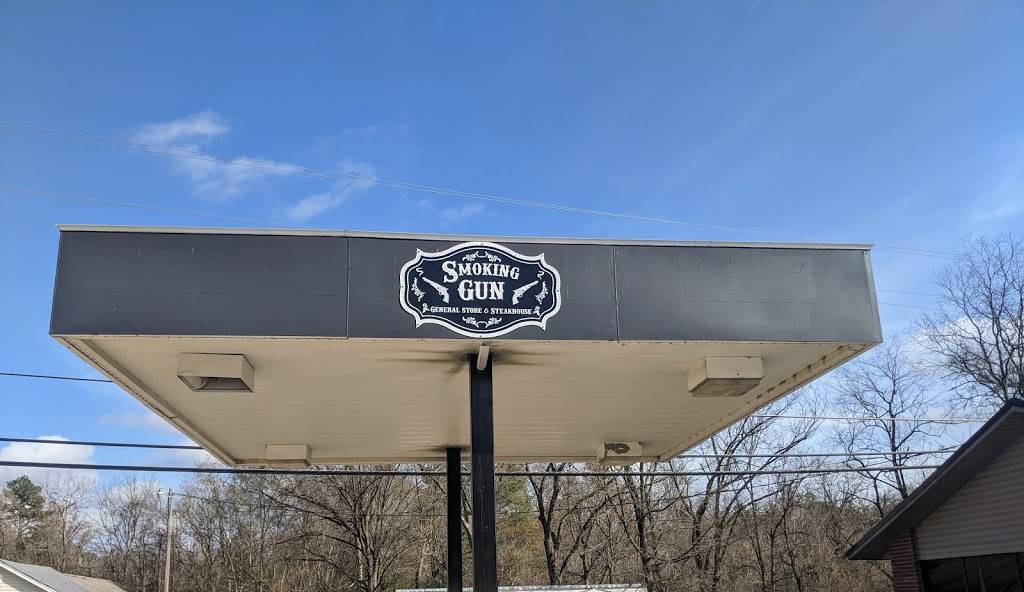 SMOKING
GUN
GENERAL STORE & STEAKHOUSE